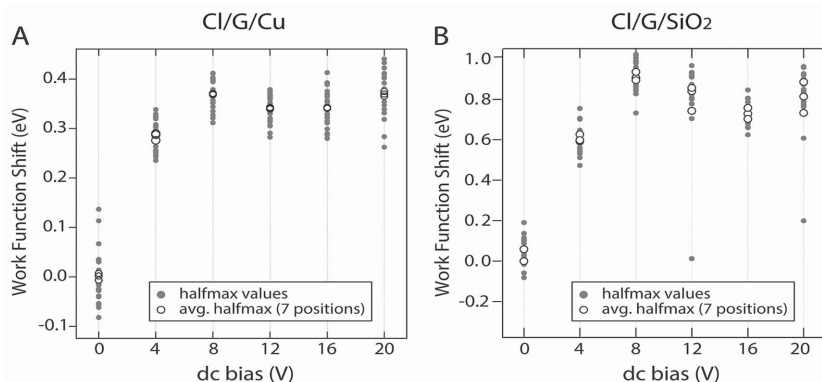 Cl/G/Cu
A
Work Function Shift (eV)
0.4
0.3
0.2
0.1
0.0
-0.1
halfmax values
avg. halfmax (7 positions)
0 4 8 12 16 20
dc bias (V)
Cl/G/SiO2
B
Work Function Shift (eV)
1.0
0.8
0.6
0.4
0.2
0.0
-0.2
halfmax values
avg. halfmax (7 positions)
0 4 8 12 16 20
dc bias (V)